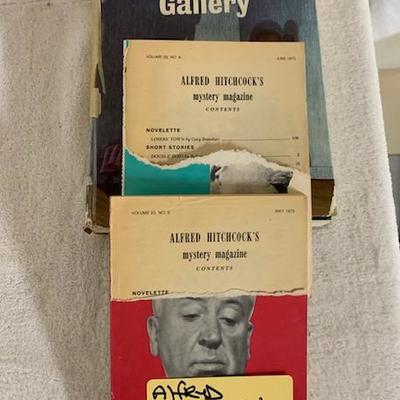 Gallery
VOLUME 20, NO. 6 JUNE 1975
ALFRED HITCHCOCK'S
mystery magazine
CONTENTS
NOVELETTE
SHORT STORIES
VOLUME 20, NO. 5 MAY 1975
ALFRED HITCHCOCK'S
mystery magazine
CONTENTS
NOVELETTE